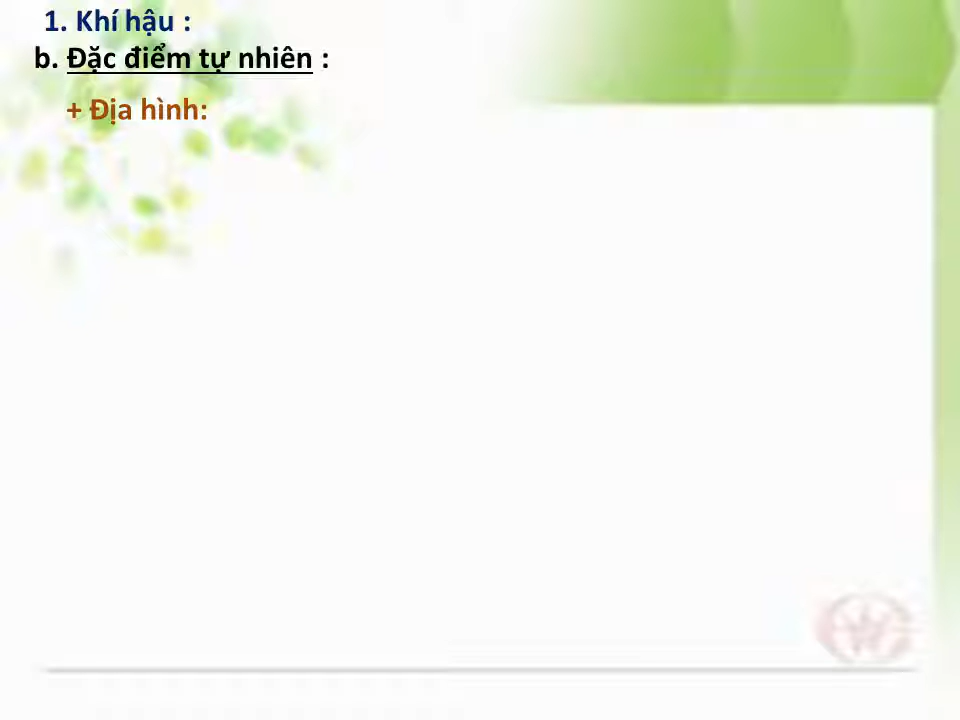 1. Khí hậu :
b. Đặc điểm tự nhiên :
+ Địa hình: